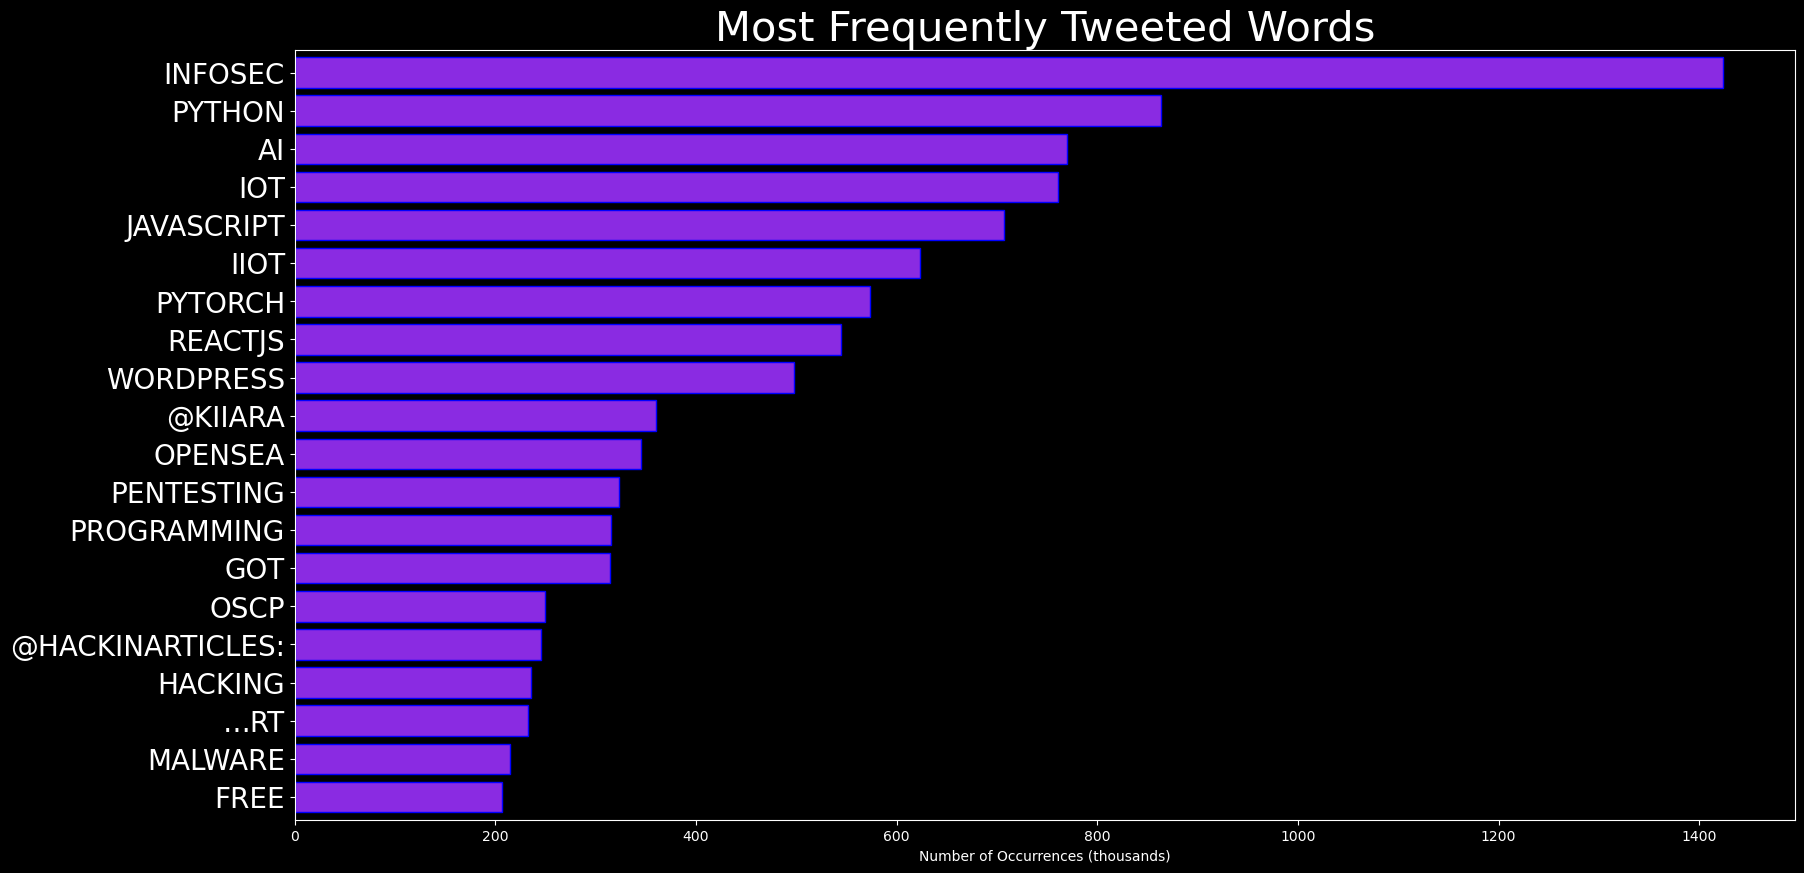 Most Frequently Tweeted Words
INFOSEC
PYTHON
AI
IOT
JAVASCRIPT
IIOT
PYTORCH
REACTJS
WORDPRESS
@KIIARA
OPENSEA
PENTESTING
PROGRAMMING
GOT
OSCP
@HACKINARTICLES:
HACKING
…RT
MALWARE
FREE
0 200 400 600 800 1000 1200 1400
Number of Occurrences (thousands)